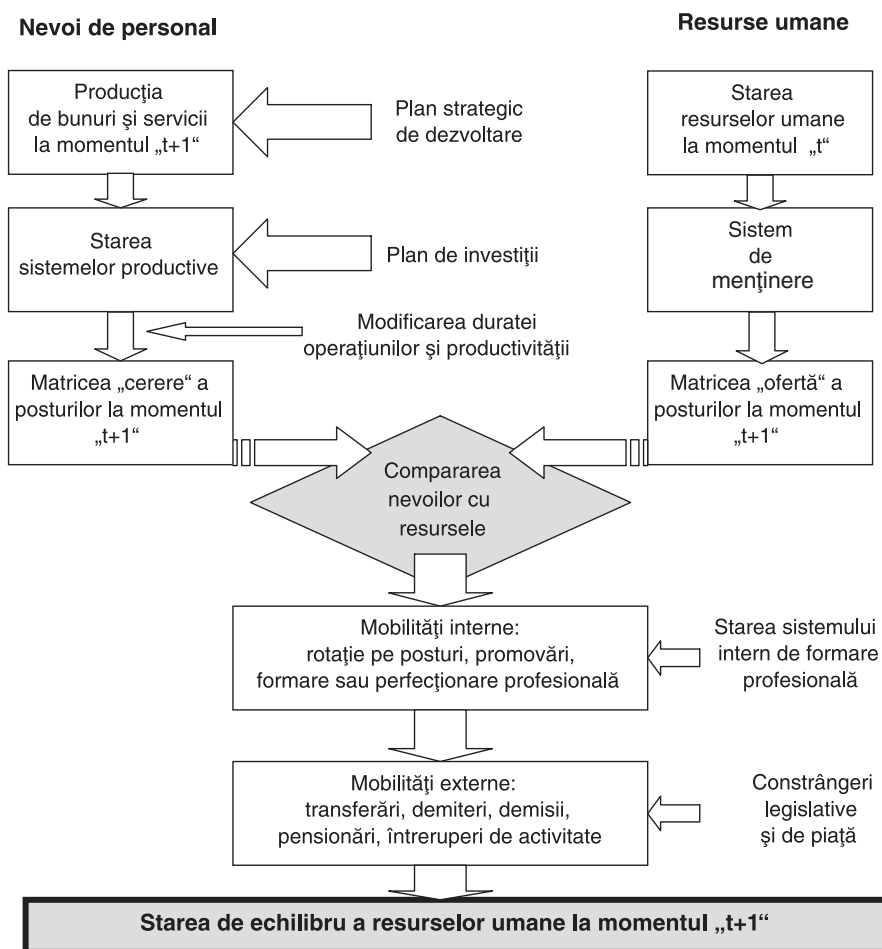 Nevoi de personal
Resurse umane
Producţia
de bunuri şi servicii
la momentul „t+1“
Plan strategic
de dezvoltare
Starea
resurselor umane
la momentul „t“
Starea
sistemelor productive
Plan de investiţii
Sistem
de
menţinere
Modificarea duratei
operaţiunilor şi productivităţii
Matricea „cerere“ a
posturilor la momentul
„t+1“
Matricea „ofertă“ a
posturilor la momentul
„t+1“
Compararea
nevoilor cu
resursele
Mobilităţi interne:
rotaţie pe posturi, promovări,
formare sau perfecţionare profesională
Starea sistemului
intern de formare
profesională
Mobilităţi externe:
transferări, demiteri, demisii,
pensionări, întreruperi de activitate
Constrângeri
legislative
şi de piaţă
Starea de echilibru a resurselor umane la momentul „t+1“